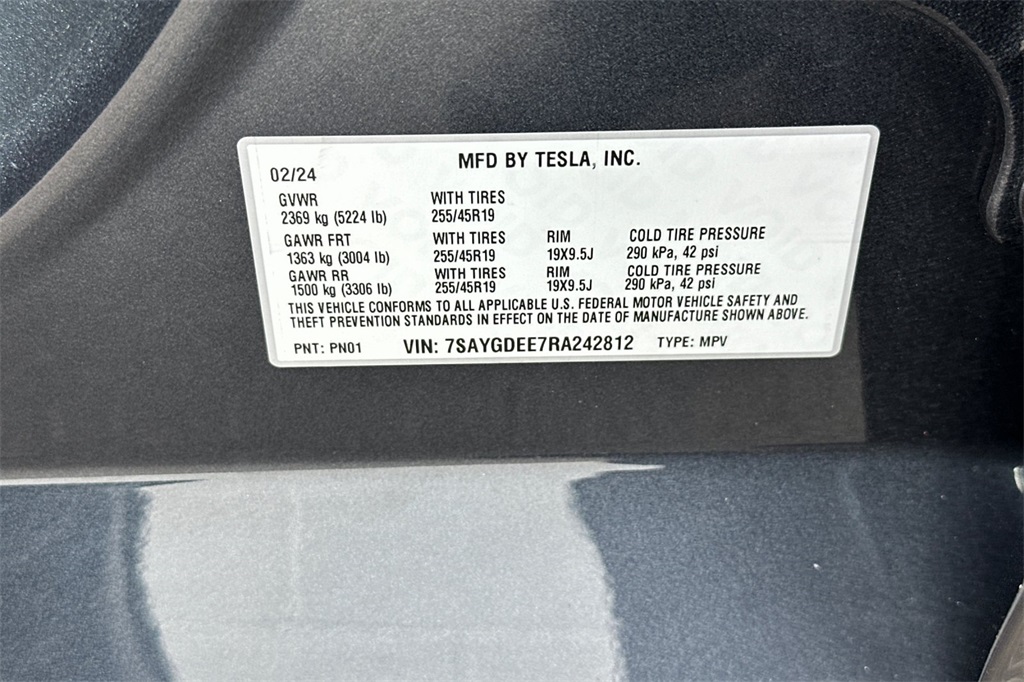 MFD BY TESLA, INC.
02/24
GVWR WITH TIRES
2369 kg (5224 lb) 255/45R19
GAWR FRT WITH TIRES RIM COLD TIRE PRESSURE
1363 kg (3004 lb) 255/45R19 19X9.5J 290 kPa, 42 psi
GAWR RR WITH TIRES RIM COLD TIRE PRESSURE
1500 kg (3306 lb) 255/45R19 19X9.5J 290 kPa, 42 psi
THIS VEHICLE CONFORMS TO ALL APPLICABLE U.S. FEDERAL MOTOR VEHICLE SAFETY AND
THEFT PREVENTION STANDARDS IN EFFECT ON THE DATE OF MANUFACTURE SHOWN ABOVE.
PNT: PN01 VIN: 7SAYGDEE7RA242812 TYPE: MPV